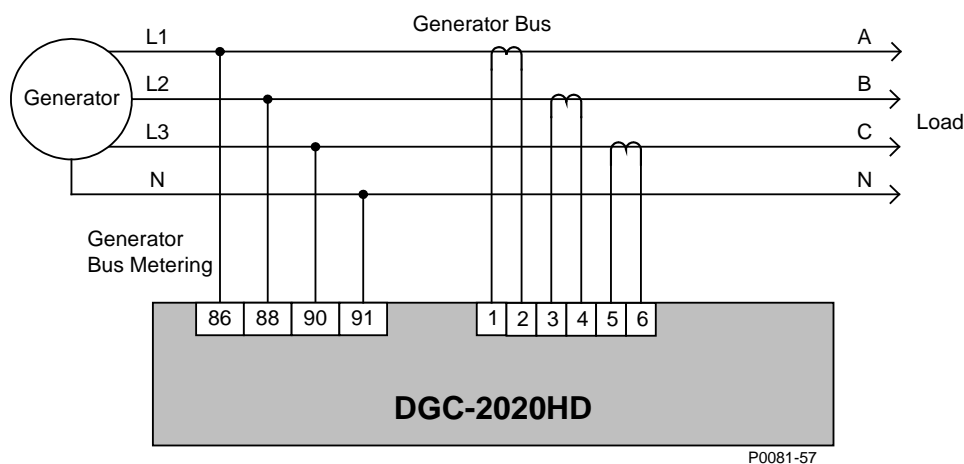 Generator Bus
L1
A
Generator
L2
B
L3
C
Load
N
N
Generator
Bus Metering
86 88 90 91 1 2 3 4 5 6
DGC-2020HD
P0081-57